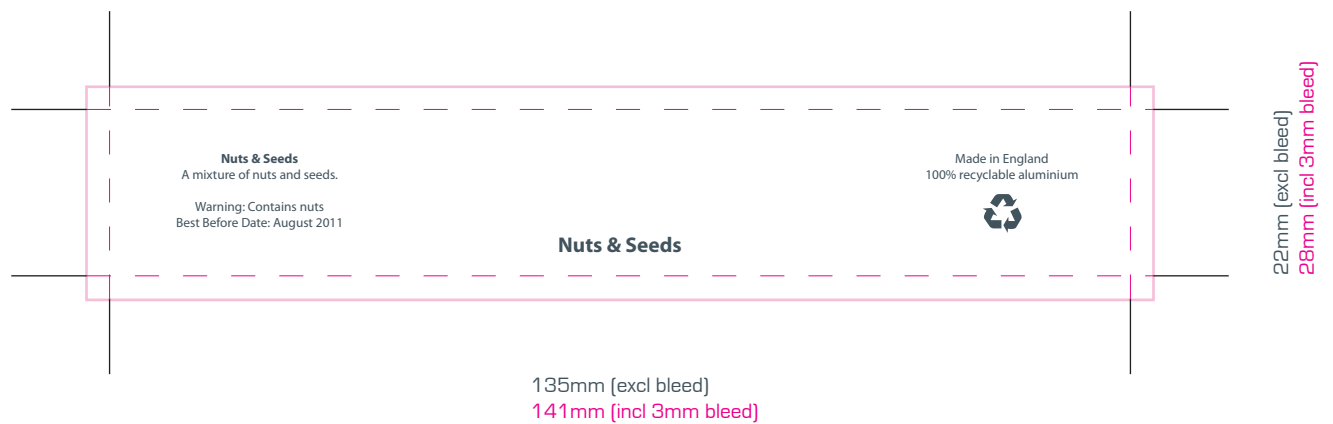 Nuts & Seeds
A mixture of nuts and seeds.
Warning: Contains nuts
Best Before Date: August 2011
Nuts & Seeds
Made in England
100% recyclable aluminium
22mm (excl bleed)
28mm (incl 3mm bleed)
135mm (excl bleed)
141mm (incl 3mm bleed)